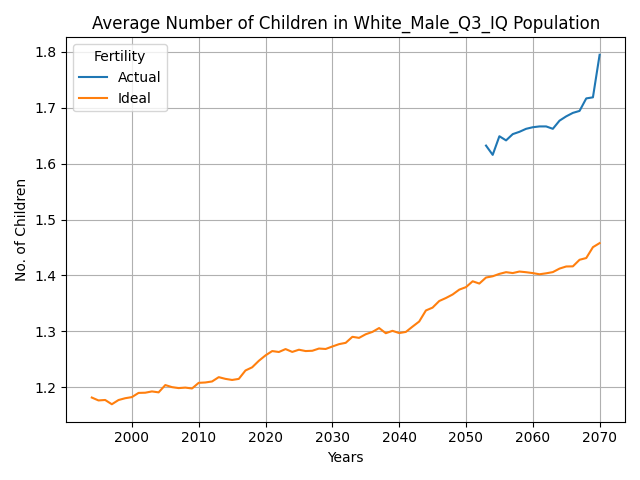 Average Number of Children in White_Male_Q3_IQ Population
Fertility
Actual
Ideal
No. of Children
1.8
1.7
1.6
1.5
1.4
1.3
1.2
2000 2010 2020 2030 2040 2050 2060 2070
Years